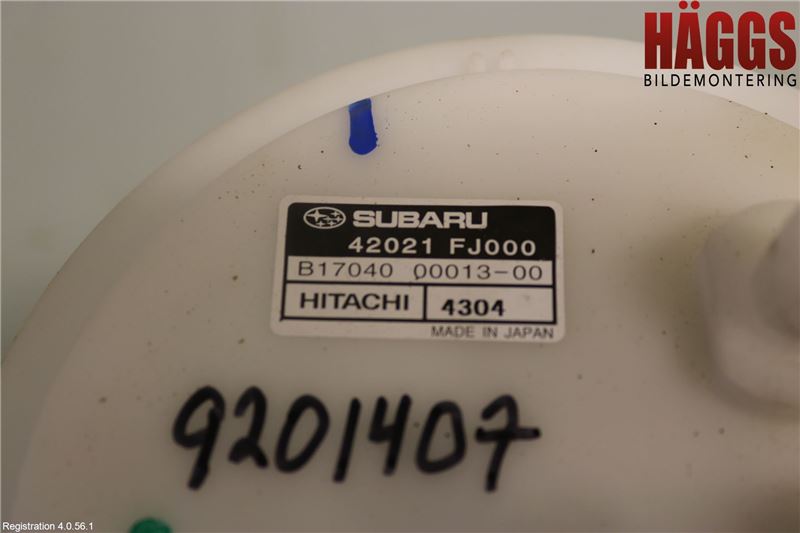 HÄGGS
BILDEMONTERING
SUBARU
42021 FJ000
B17040 00013-00
HITACHI 4304
MADE IN JAPAN
9201407
Registration 4.0.56.1